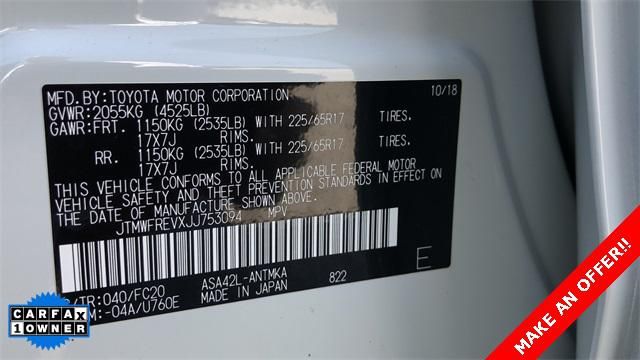 MFD.BY:TOYOTA MOTOR CORPORATION 10/18
GVWR:2055KG (4525LB)
GAWR:FRT. 1150KG (2535LB) WITH 225/65R17 TIRES.
17X7J RIMS.
RR. 1150KG (2535LB) WITH 225/65R17 TIRES.
17X7J RIMS.
THIS VEHICLE CONFORMS TO ALL APPLICABLE FEDERAL MOTOR
VEHICLE SAFETY AND THEFT PREVENTION STANDARDS IN EFFECT ON
THE DATE OF MANUFACTURE SHOWN ABOVE.
JTMWFREVXJJ753094 MPV
E
/TR:040/FC20 ASA42L-ANTMKA 822
M:-04A/U760E MADE IN JAPAN
CARFAX
1 OWNER
MAKE AN OFFER!!